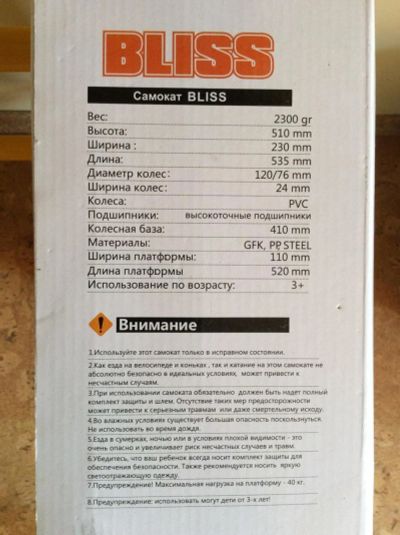 BLISS
Самокат BLISS
Вес: 2300 gr
Высота: 510 mm
Ширина : 230 mm
Длина: 535 mm
Диаметр колес: 120/76 mm
Ширина колес: 24 mm
Колеса: PVC
Подшипники: высокоточные подшипники
Колесная база: 410 mm
Материалы: GFK, PP, STEEL
Ширина платформы: 110 mm
Длина платформы 520 mm
Использование по возрасту: 3+
Внимание
1.Используйте этот самокат только в исправном состоянии.
2.Как езда на велосипеде и коньках , так и катание на этом самокате не
абсолютно безопасно в идеальных условиях, может привести к
несчастным случаям.
3.При использовании самоката обязательно должен быть надет полный
комплект защиты и шлем. Отсутствие таких мер предосторожности
может привести к серьезным травмам или даже смертельному исходу.
4.Во влажных условиях существует большая опасность поскользнуться.
Не использовать во время дождя.
5.Езда в сумерках, ночью или в условиях плохой видимости - это
очень опасно и увеличивает риск несчастных случаев и травм.
6.Убедитесь, что ваш ребенок всегда носит комплект защиты для
обеспечения безопасности. Также рекомендуется носить яркую
светоотражающую одежду.
7.Предупреждение! Максимальная нагрузка на платформу - 40 кг.
8.Предупреждение: использовать могут дети от 3-х лет!